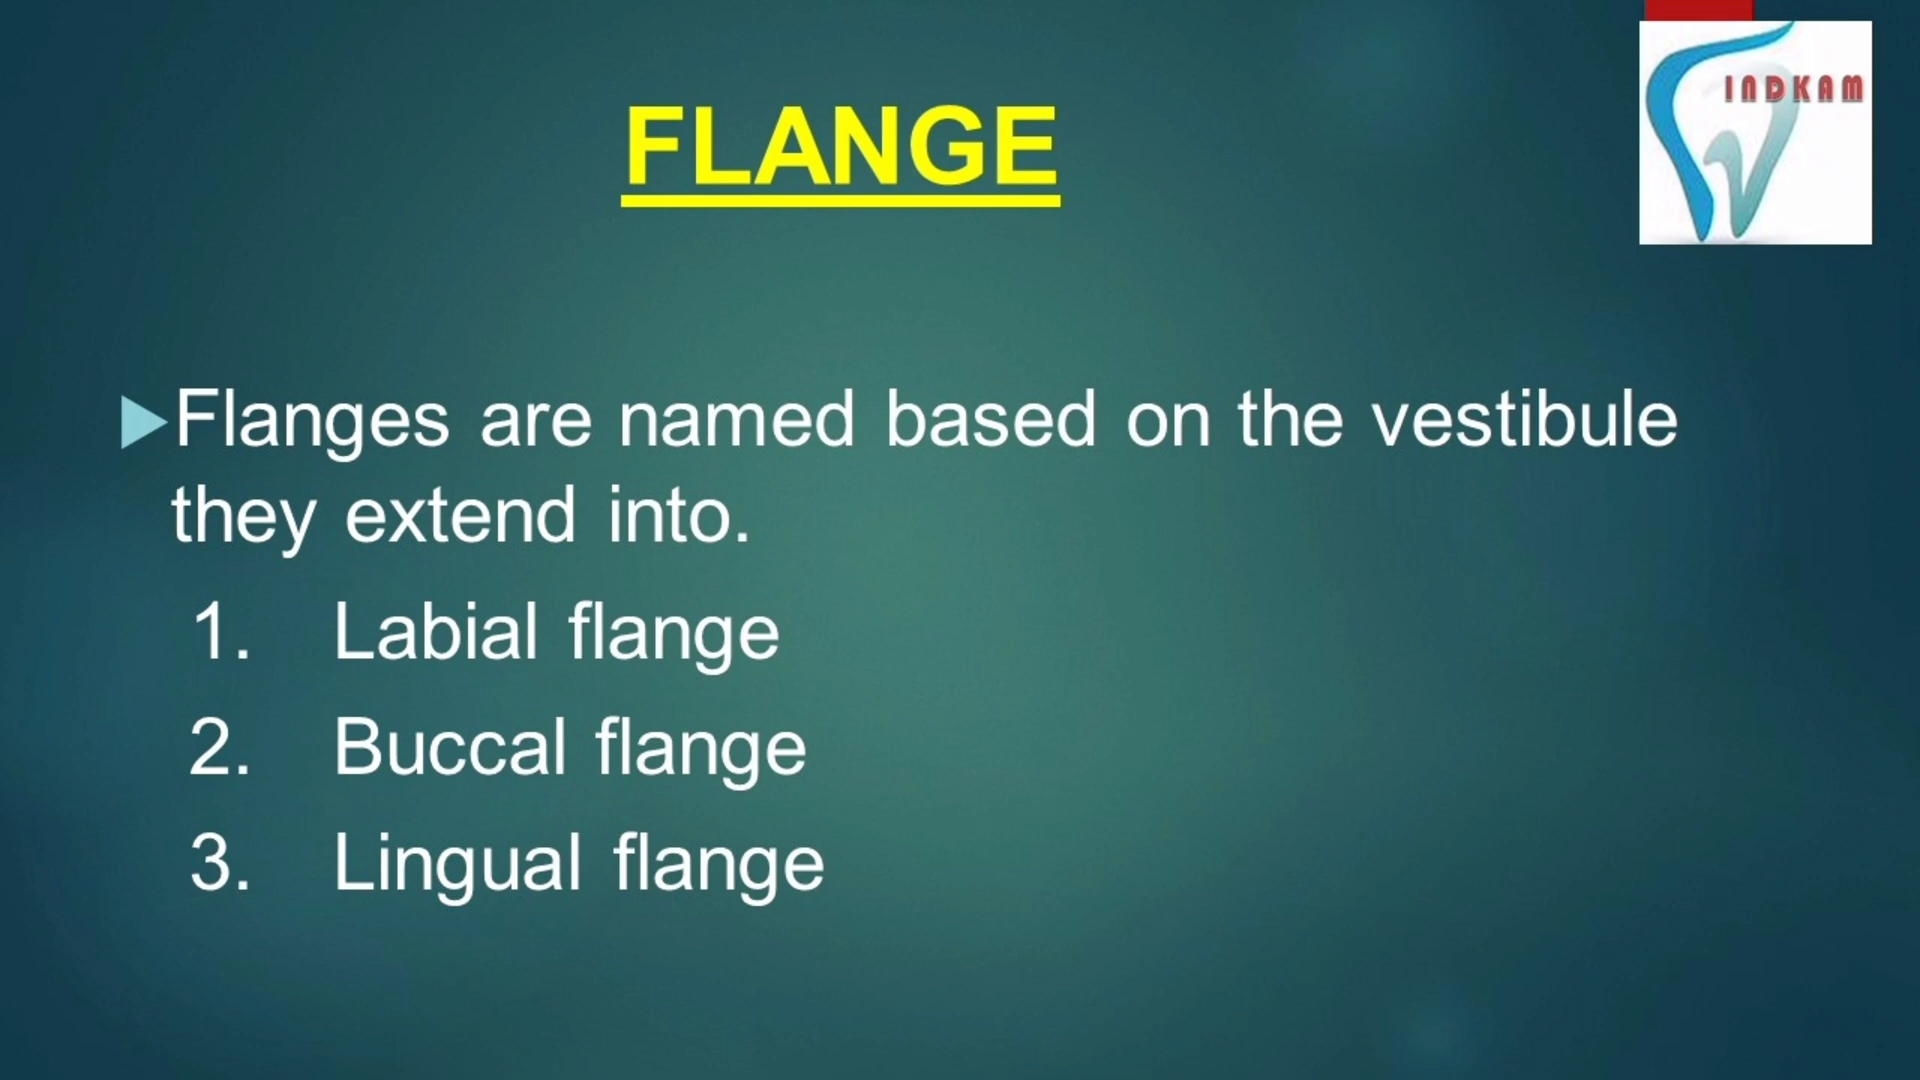 FLANGE
INDKAM
Flanges are named based on the vestibule
they extend into.
1. Labial flange
2. Buccal flange
3. Lingual flange